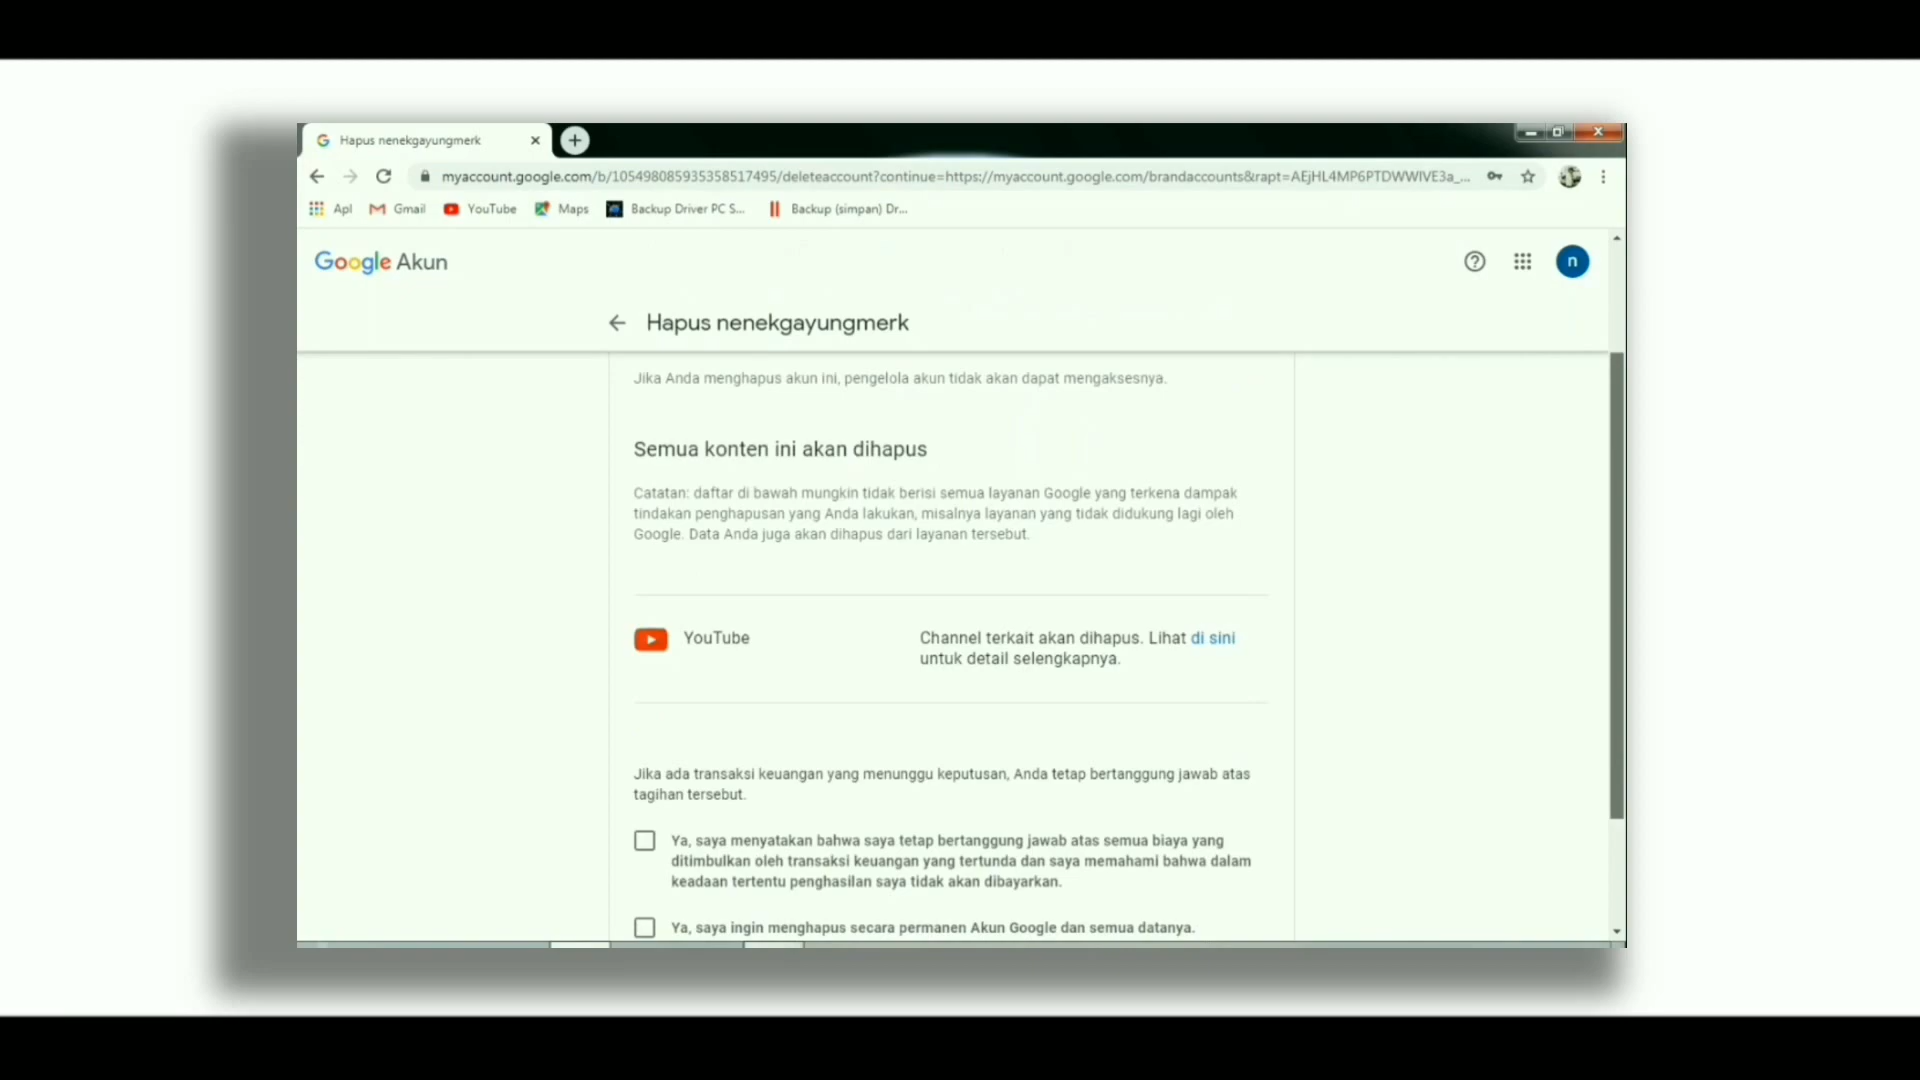 Hapus nenekgayungmerk
myaccount.google.com/b/105498085935358517495/deleteaccount?continue=https://myaccount.google.com/brandaccounts&rapt=AEjHL4MP6PTDWWIVE3a_...
Apl Gmail YouTube Maps Backup Driver PC S... Backup (simpan) Dr...
Google Akun
n
Hapus nenekgayungmerk
Jika Anda menghapus akun ini, pengelola akun tidak akan dapat mengaksesnya.
Semua konten ini akan dihapus
Catatan: daftar di bawah mungkin tidak berisi semua layanan Google yang terkena dampak
tindakan penghapusan yang Anda lakukan, misalnya layanan yang tidak didukung lagi oleh
Google. Data Anda juga akan dihapus dari layanan tersebut.
YouTube
Channel terkait akan dihapus. Lihat di sini
untuk detail selengkapnya.
Jika ada transaksi keuangan yang menunggu keputusan, Anda tetap bertanggung jawab atas
tagihan tersebut.
Ya, saya menyatakan bahwa saya tetap bertanggung jawab atas semua biaya yang
ditimbulkan oleh transaksi keuangan yang tertunda dan saya memahami bahwa dalam
keadaan tertentu penghasilan saya tidak akan dibayarkan.
Ya, saya ingin menghapus secara permanen Akun Google dan semua datanya.